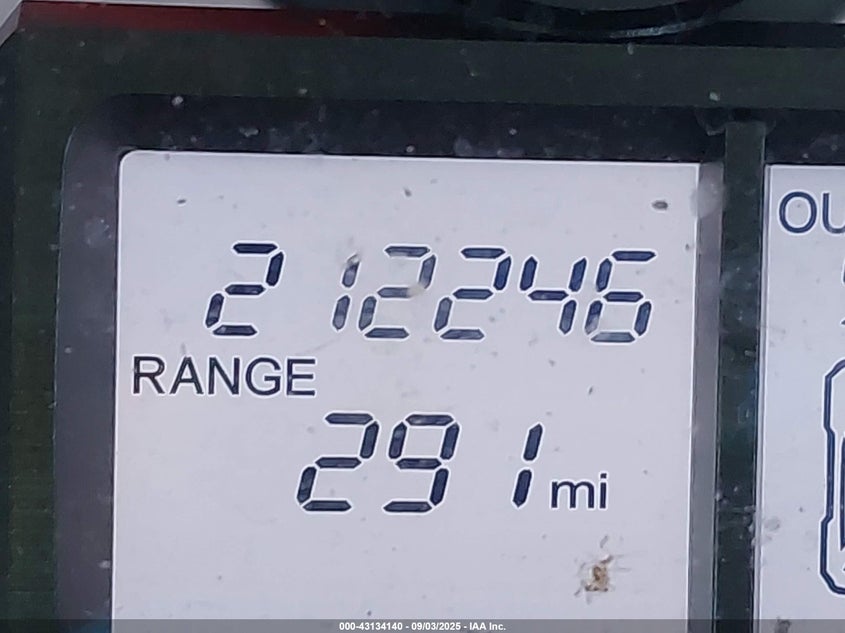 212246
RANGE
291 mi
OU
000-43134140 - 09/03/2025 - IAA Inc.